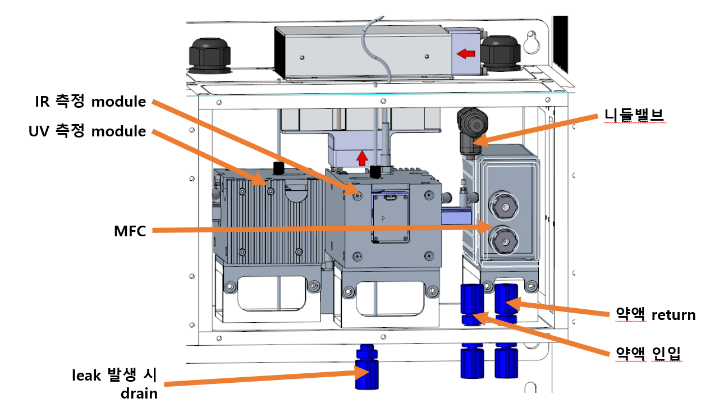 IR 측정 module
UV 측정 module
니들밸브
MFC
약액 return
약액 인입
leak 발생 시
drain